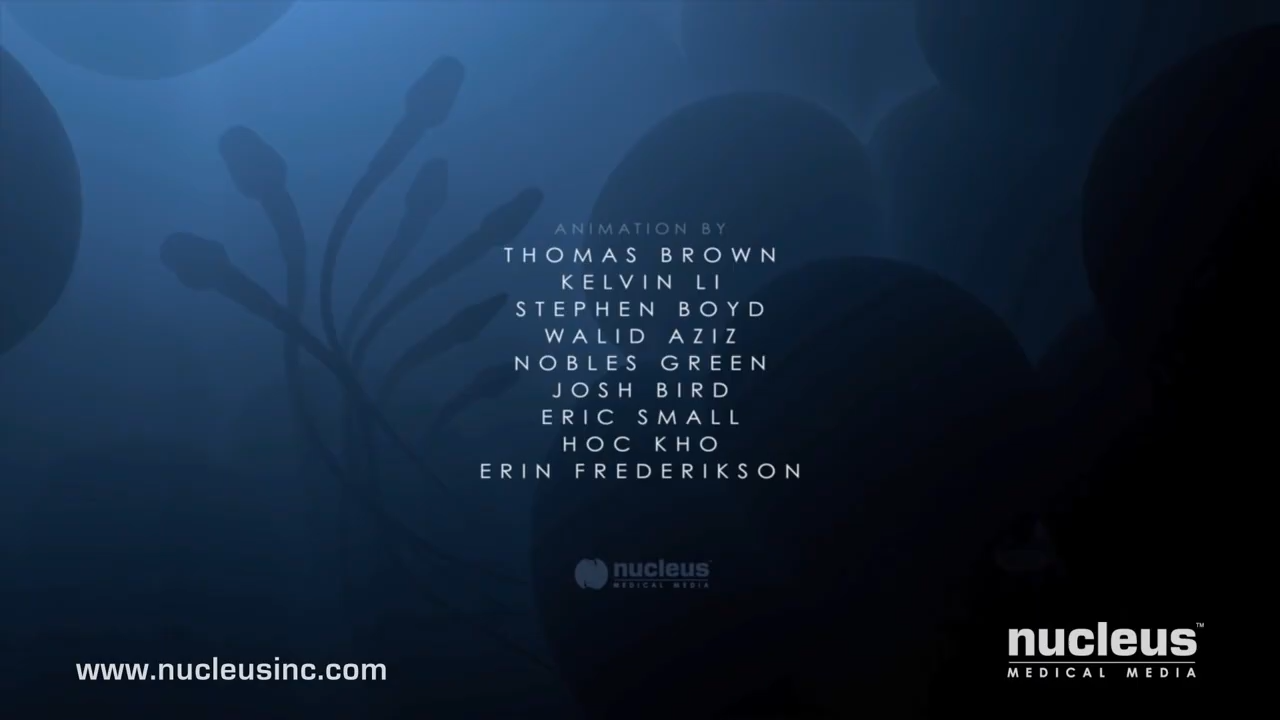 ANIMATION BY
THOMAS BROWN
KELVIN LI
STEPHEN BOYD
WALID AZIZ
NOBLES GREEN
JOSH BIRD
ERIC SMALL
HOC KHO
ERIN FREDERIKSON
nucleus
MEDICAL MEDIA
www.nucleusinc.com
nucleus™
MEDICAL MEDIA